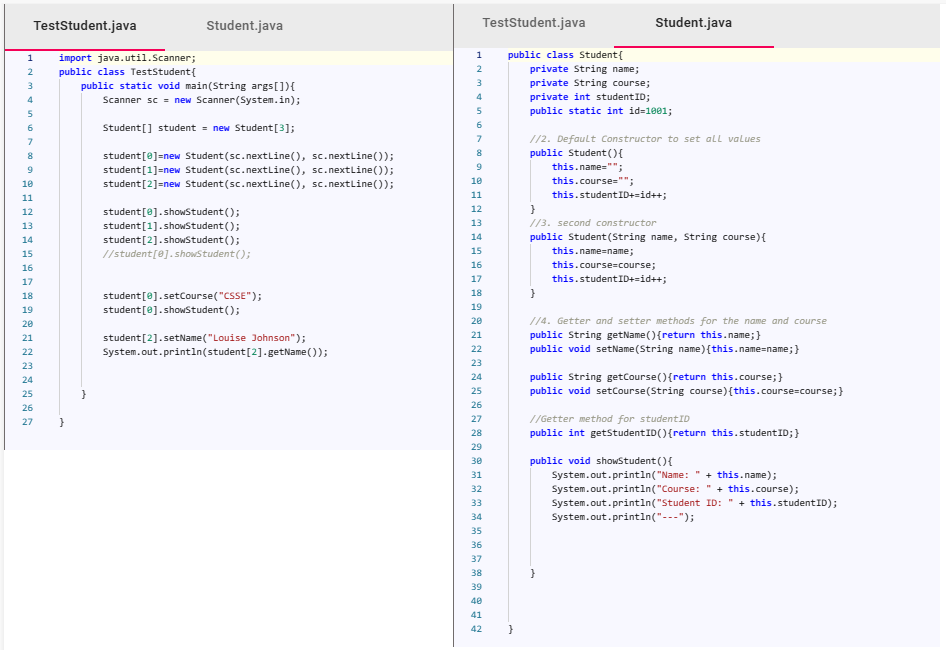 TestStudent.java Student.java
1 import java.util.Scanner;
2 public class TestStudent{
3 public static void main(String args[]){
4 Scanner sc = new Scanner(System.in);
5
6 Student[] student = new Student[3];
7
8 student[0]=new Student(sc.nextLine(), sc.nextLine());
9 student[1]=new Student(sc.nextLine(), sc.nextLine());
10 student[2]=new Student(sc.nextLine(), sc.nextLine());
11
12 student[0].showStudent();
13 student[1].showStudent();
14 student[2].showStudent();
15 //student[0].showStudent();
16
17
18 student[0].setCourse("CSSE");
19 student[0].showStudent();
20
21 student[2].setName("Louise Johnson");
22 System.out.println(student[2].getName());
23
24
25 }
26
27 }
TestStudent.java Student.java
1 public class Student{
2 private String name;
3 private String course;
4 private int studentID;
5 public static int id=1001;
6
7 //2. Default Constructor to set all values
8 public Student(){
9 this.name="";
10 this.course="";
11 this.studentID+=id++;
12 }
13 //3. second constructor
14 public Student(String name, String course){
15 this.name=name;
16 this.course=course;
17 this.studentID+=id++;
18 }
19
20 //4. Getter and setter methods for the name and course
21 public String getName(){return this.name;}
22 public void setName(String name){this.name=name;}
23
24 public String getCourse(){return this.course;}
25 public void setCourse(String course){this.course=course;}
26
27 //Getter method for studentID
28 public int getStudentID(){return this.studentID;}
29
30 public void showStudent(){
31 System.out.println("Name: " + this.name);
32 System.out.println("Course: " + this.course);
33 System.out.println("Student ID: " + this.studentID);
34 System.out.println("---");
35
36
37
38 }
39
40
41
42 }